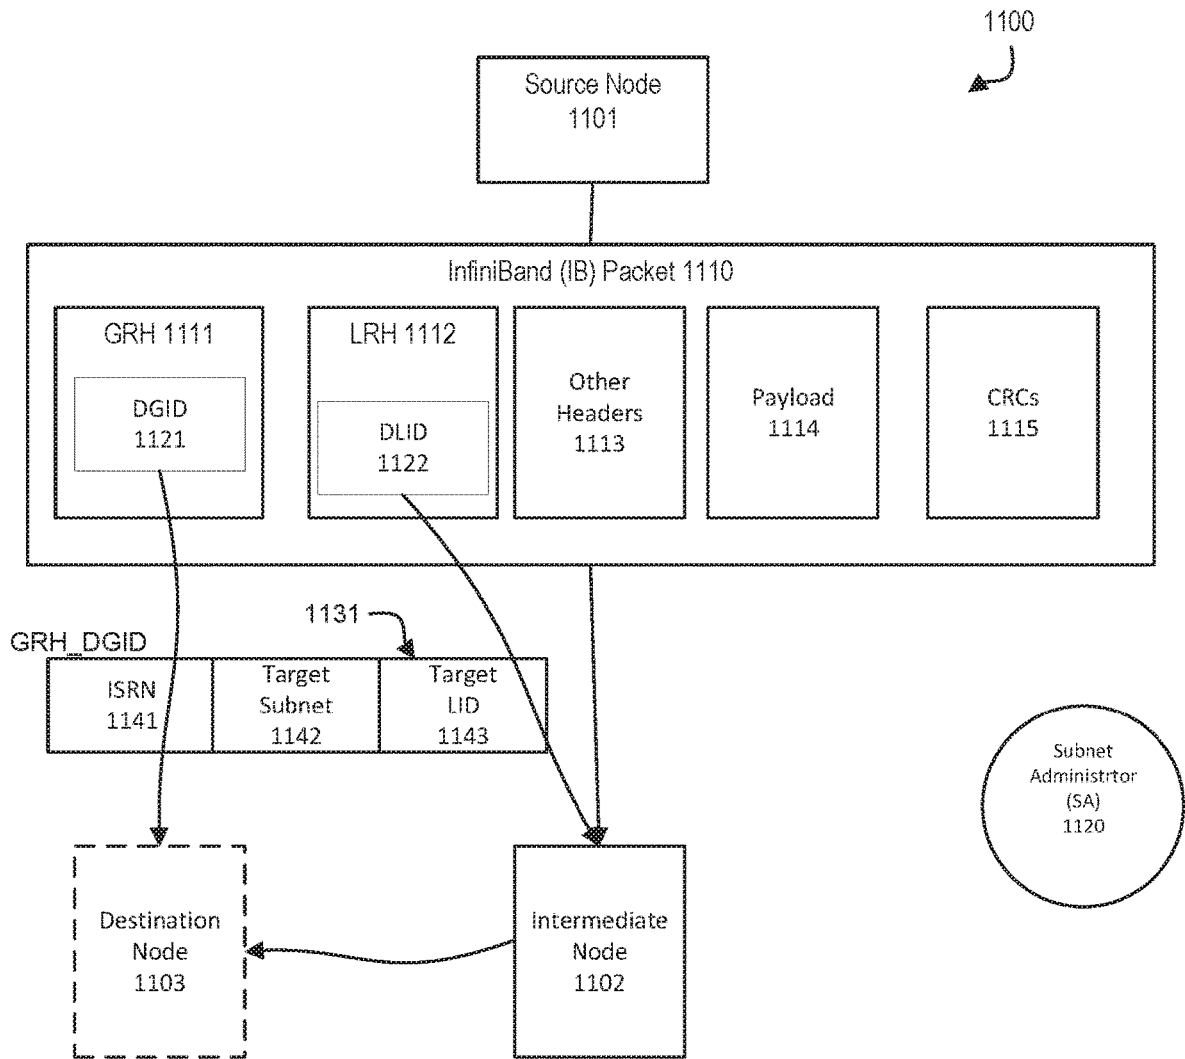 1100
Source Node
1101
InfiniBand (IB) Packet 1110
GRH 1111
DGID
1121
LRH 1112
DLID
1122
Other
Headers
1113
Payload
1114
CRCs
1115
1131
GRH_DGID
ISRN
1141
Target
Subnet
1142
Target
LID
1143
Subnet
Administrtor
(SA)
1120
Destination
Node
1103
Intermediate
Node
1102